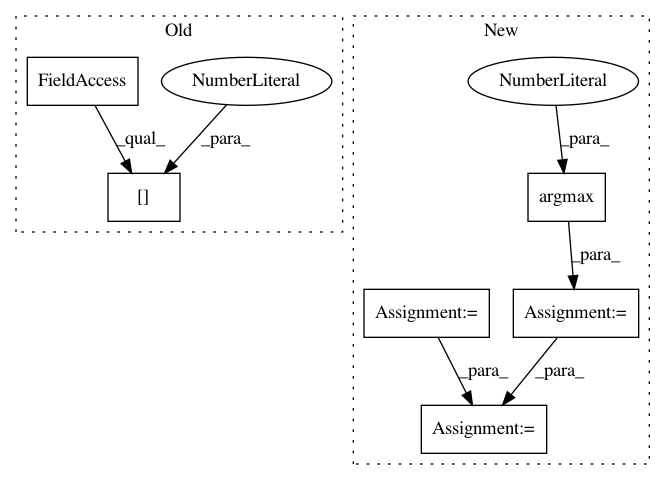 Old
New
FieldAccess
NumberLiteral
NumberLiteral
_qual_
_para_
_para_
[]
argmax
_para_
Assignment:=
Assignment:=
_para_
_para_
Assignment:=